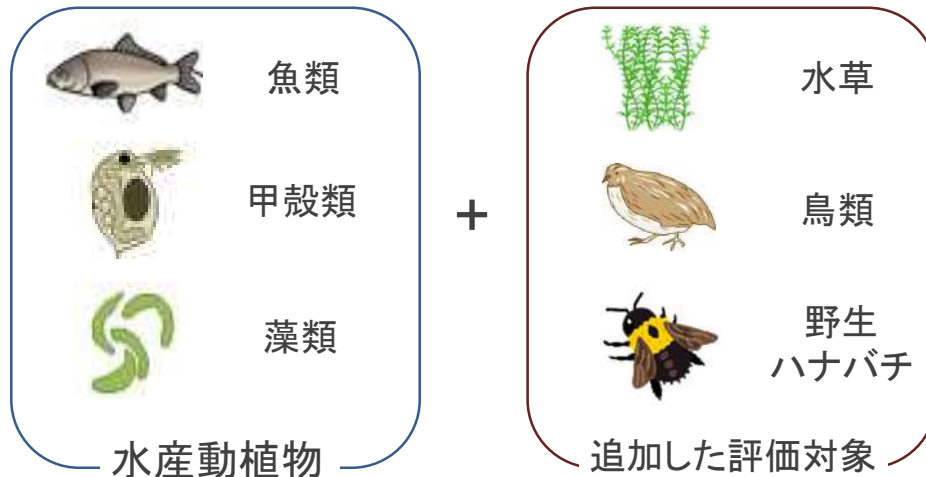 魚類
甲殻類
藻類
水産動植物
+
水草
鳥類
野生
ハナバチ
追加した評価対象